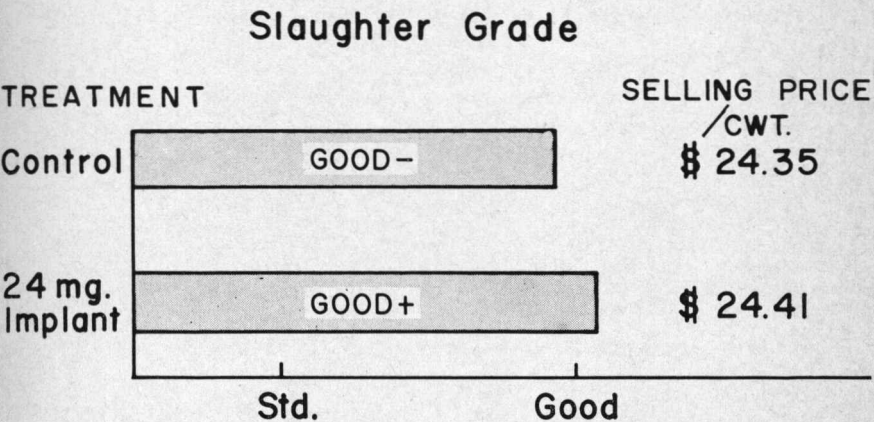 Slaughter Grade
TREATMENT
SELLING PRICE
/CWT.
Control GOOD- $ 24.35
24 mg.
Implant GOOD+ $ 24.41
Std. Good